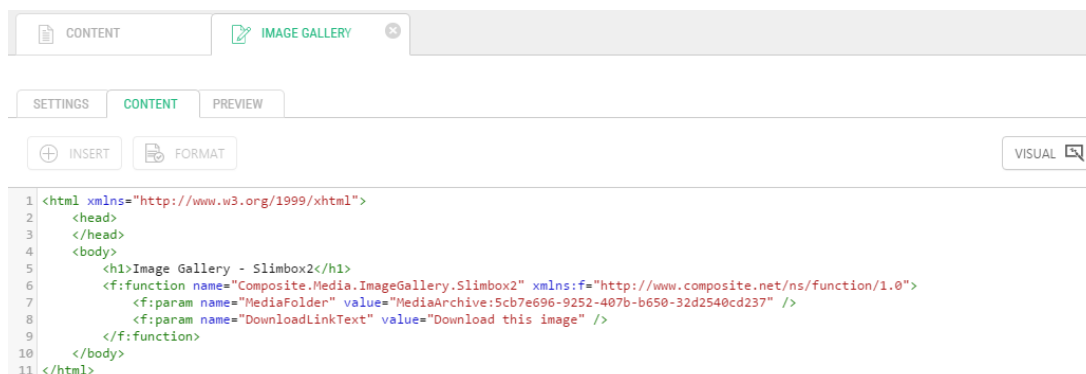 CONTENT IMAGE GALLERY
SETTINGS CONTENT PREVIEW
INSERT FORMAT VISUAL
1 <html xmlns="http://www.w3.org/1999/xhtml">
2 <head>
3 </head>
4 <body>
5 <h1>Image Gallery - Slimbox2</h1>
6 <f:function name="Composite.Media.ImageGallery.Slimbox2" xmlns:f="http://www.composite.net/ns/function/1.0">
7 <f:param name="MediaFolder" value="MediaArchive:5cb7e696-9252-407b-b650-32d2540cd237" />
8 <f:param name="DownloadLinkText" value="Download this image" />
9 </f:function>
10 </body>
11 </html>